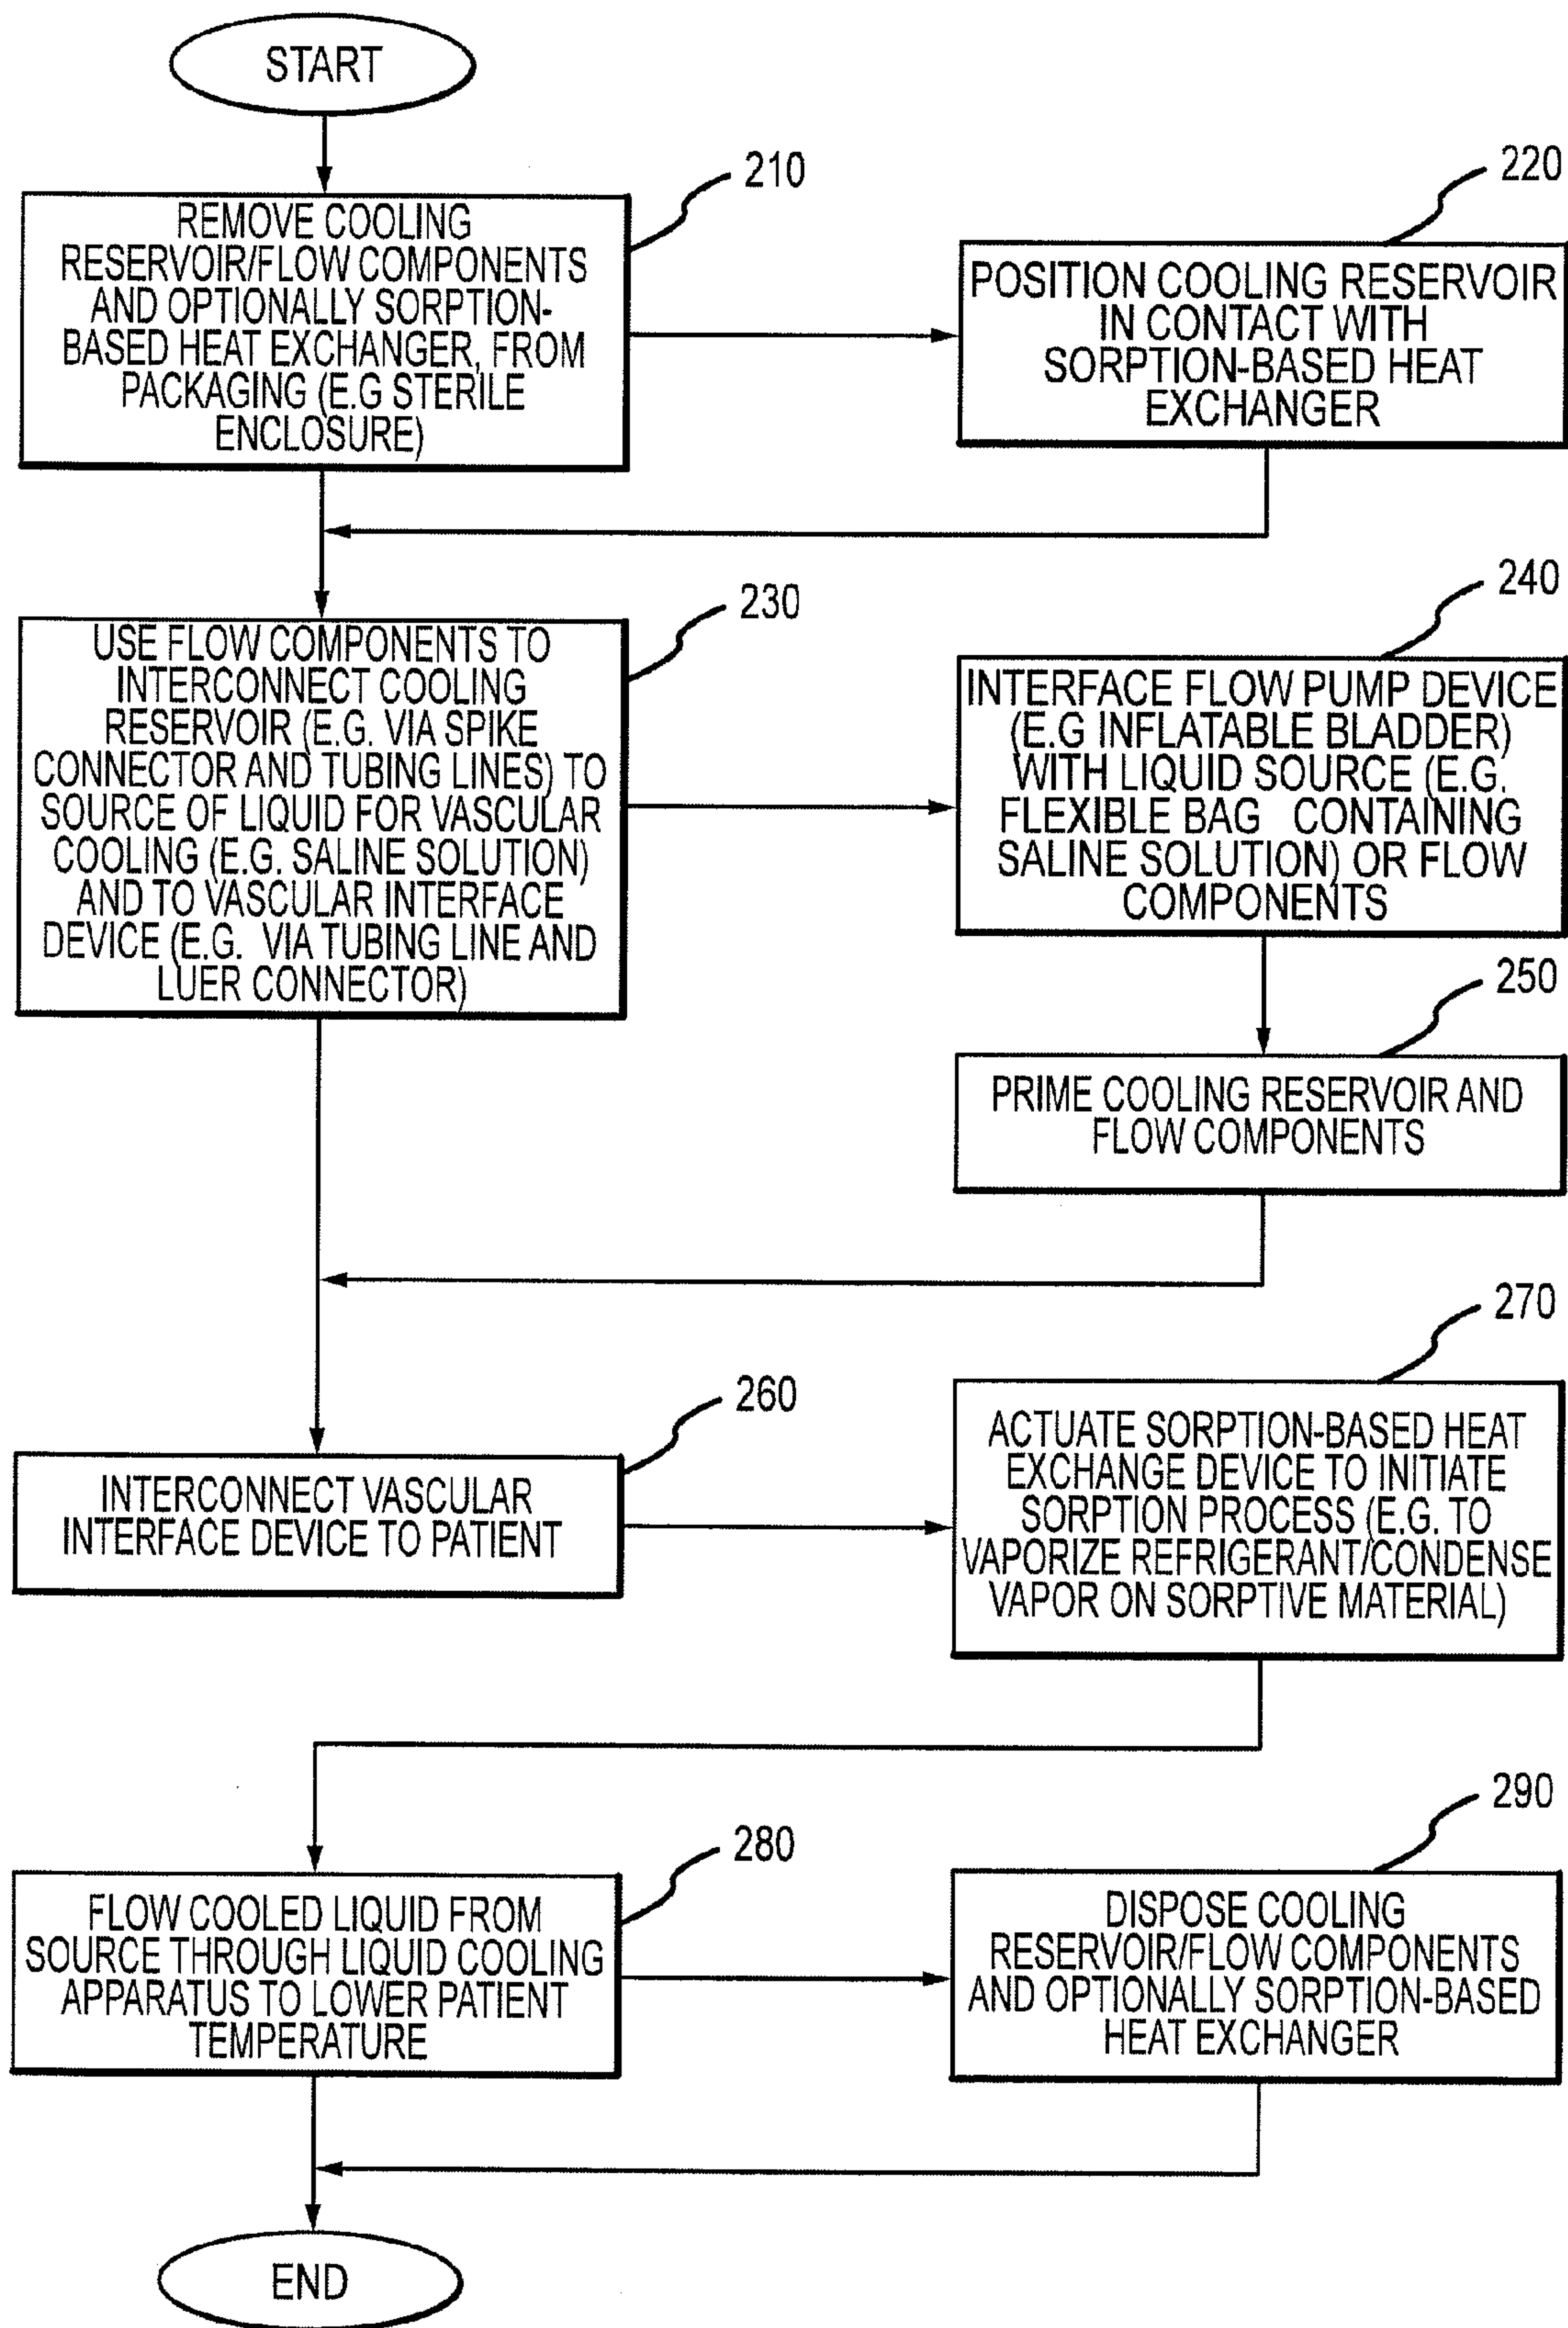 START
210
REMOVE COOLING
RESERVOIR/FLOW COMPONENTS
AND OPTIONALLY SORPTION-
BASED HEAT EXCHANGER, FROM
PACKAGING (E.G STERILE
ENCLOSURE)
220
POSITION COOLING RESERVOIR
IN CONTACT WITH
SORPTION-BASED HEAT
EXCHANGER
230
USE FLOW COMPONENTS TO
INTERCONNECT COOLING
RESERVOIR (E.G. VIA SPIKE
CONNECTOR AND TUBING LINES) TO
SOURCE OF LIQUID FOR VASCULAR
COOLING (E.G. SALINE SOLUTION)
AND TO VASCULAR INTERFACE
DEVICE (E.G. VIA TUBING LINE AND
LUER CONNECTOR)
240
INTERFACE FLOW PUMP DEVICE
(E.G INFLATABLE BLADDER)
WITH LIQUID SOURCE (E.G.
FLEXIBLE BAG CONTAINING
SALINE SOLUTION) OR FLOW
COMPONENTS
250
PRIME COOLING RESERVOIR AND
FLOW COMPONENTS
260
INTERCONNECT VASCULAR
INTERFACE DEVICE TO PATIENT
270
ACTUATE SORPTION-BASED HEAT
EXCHANGE DEVICE TO INITIATE
SORPTION PROCESS (E.G. TO
VAPORIZE REFRIGERANT/CONDENSE
VAPOR ON SORPTIVE MATERIAL)
280
FLOW COOLED LIQUID FROM
SOURCE THROUGH LIQUID COOLING
APPARATUS TO LOWER PATIENT
TEMPERATURE
290
DISPOSE COOLING
RESERVOIR/FLOW COMPONENTS
AND OPTIONALLY SORPTION-BASED
HEAT EXCHANGER
END